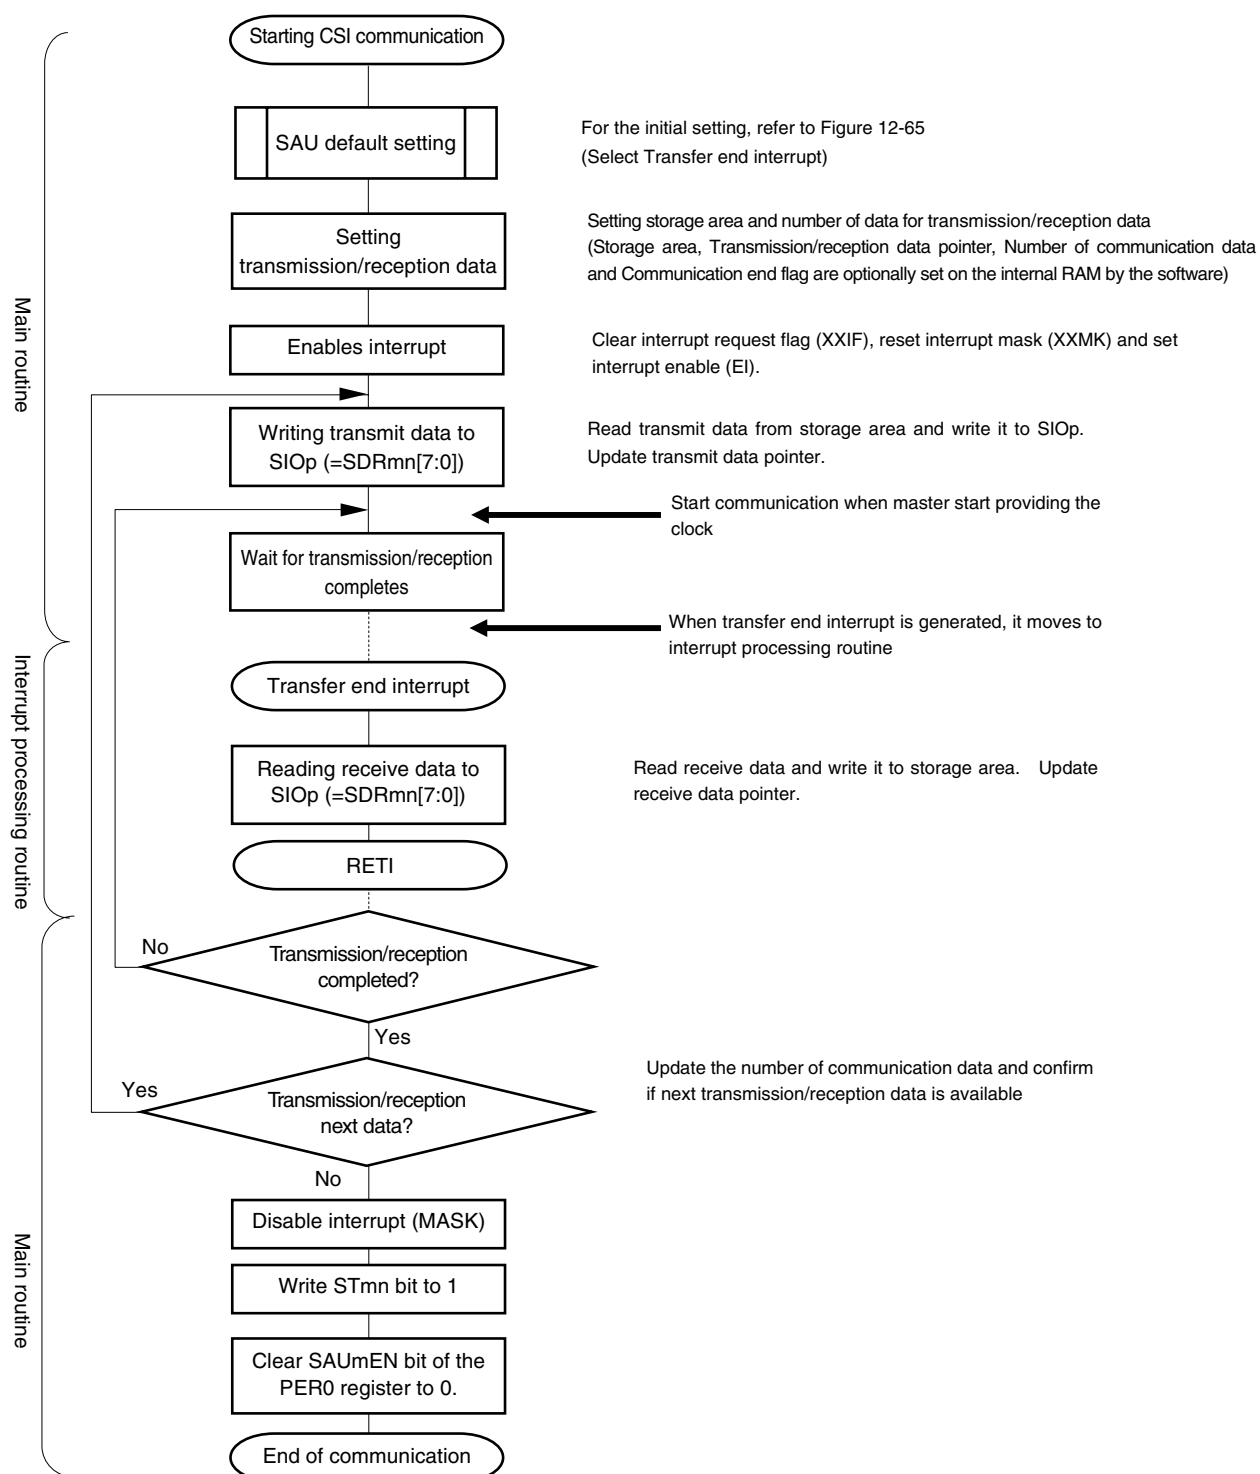 Starting CSI communication
SAU default setting
For the initial setting, refer to Figure 12-65
(Select Transfer end interrupt)
Setting
transmission/reception data
Setting storage area and number of data for transmission/reception data
(Storage area, Transmission/reception data pointer, Number of communication data
and Communication end flag are optionally set on the internal RAM by the software)
Main routine
Enables interrupt
Clear interrupt request flag (XXIF), reset interrupt mask (XXMK) and set
interrupt enable (EI).
Writing transmit data to
SIOp (=SDRmn[7:0])
Read transmit data from storage area and write it to SIOp.
Update transmit data pointer.
Start communication when master start providing the
clock
Wait for transmission/reception
completes
When transfer end interrupt is generated, it moves to
interrupt processing routine
Interrupt processing routine
Transfer end interrupt
Reading receive data to
SIOp (=SDRmn[7:0])
Read receive data and write it to storage area. Update
receive data pointer.
RETI
No
Transmission/reception
completed?
Yes
Yes
Transmission/reception
next data?
Update the number of communication data and confirm
if next transmission/reception data is available
No
Main routine
Disable interrupt (MASK)
Write STmn bit to 1
Clear SAUmEN bit of the
PER0 register to 0.
End of communication